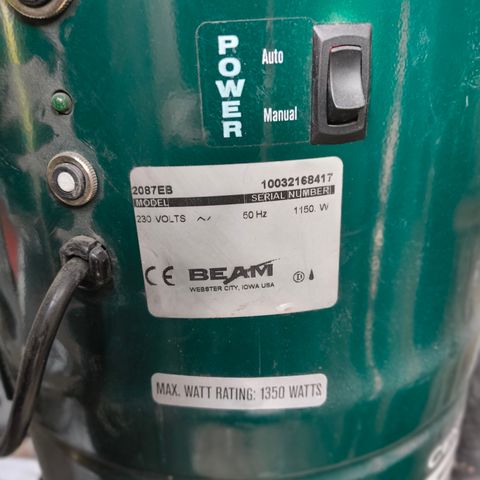 POWER
Auto
Manual
2087EB 10032168417
MODEL SERIAL NUMBER
230 VOLTS 50 Hz 1150. W
CE BEAM
WEBSTER CITY, IOWA USA
MAX. WATT RATING: 1350 WATTS